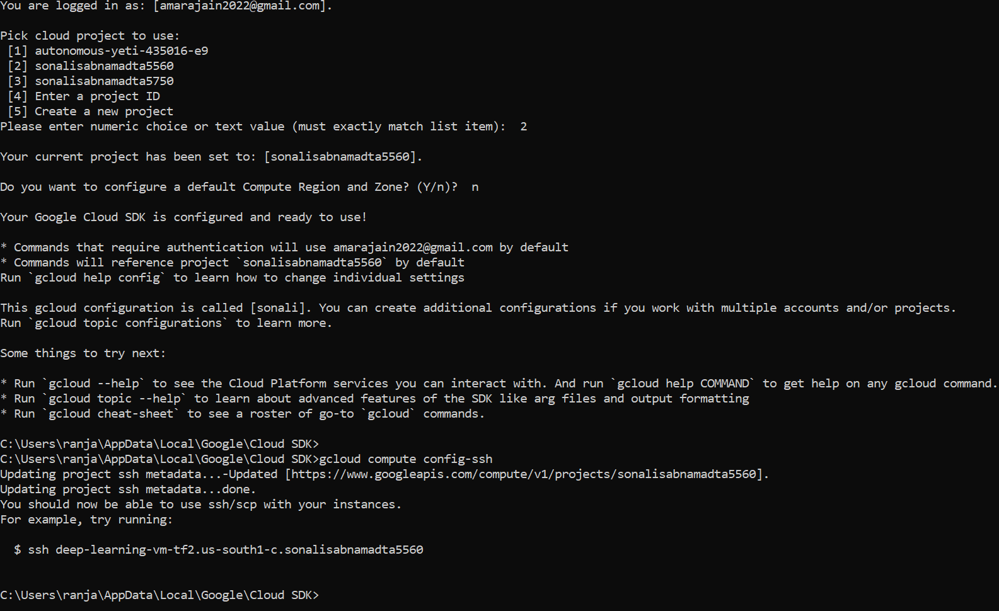 You are logged in as: [amarajain2022@gmail.com].
Pick cloud project to use:
[1] autonomous-yeti-435016-e9
[2] sonalisabnamadta5560
[3] sonalisabnamadta5750
[4] Enter a project ID
[5] Create a new project
Please enter numeric choice or text value (must exactly match list item):  2
Your current project has been set to: [sonalisabnamadta5560].
Do you want to configure a default Compute Region and Zone? (Y/n)?  n
Your Google Cloud SDK is configured and ready to use!
* Commands that require authentication will use amarajain2022@gmail.com by default
* Commands will reference project `sonalisabnamadta5560` by default
Run `gcloud help config` to learn how to change individual settings
This gcloud configuration is called [sonali]. You can create additional configurations if you work with multiple accounts and/or projects.
Run `gcloud topic configurations` to learn more.
Some things to try next:
* Run `gcloud --help` to see the Cloud Platform services you can interact with. And run `gcloud help COMMAND` to get help on any gcloud command.
* Run `gcloud topic --help` to learn about advanced features of the SDK like arg files and output formatting
* Run `gcloud cheat-sheet` to see a roster of go-to `gcloud` commands.
C:\Users\ranja\AppData\Local\Google\Cloud SDK>
C:\Users\ranja\AppData\Local\Google\Cloud SDK>gcloud compute config-ssh
Updating project ssh metadata...-Updated [https://www.googleapis.com/compute/v1/projects/sonalisabnamadta5560].
Updating project ssh metadata...done.
You should now be able to use ssh/scp with your instances.
For example, try running:
$ ssh deep-learning-vm-tf2.us-south1-c.sonalisabnamadta5560
C:\Users\ranja\AppData\Local\Google\Cloud SDK>